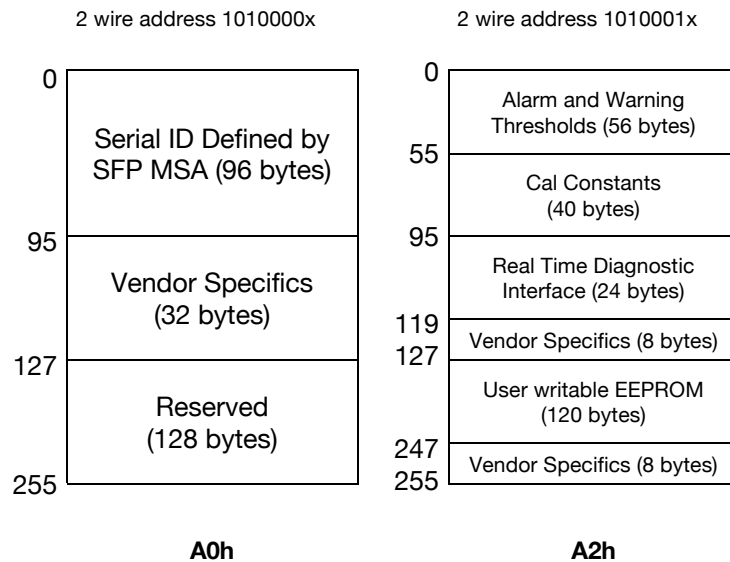 2 wire address 1010000x
0
Serial ID Defined by
SFP MSA (96 bytes)
95
Vendor Specifics
(32 bytes)
127
Reserved
(128 bytes)
255
A0h
2 wire address 1010001x
0
Alarm and Warning
Thresholds (56 bytes)
55
Cal Constants
(40 bytes)
95
Real Time Diagnostic
Interface (24 bytes)
119
Vendor Specifics (8 bytes)
127
User writable EEPROM
(120 bytes)
247
Vendor Specifics (8 bytes)
255
A2h